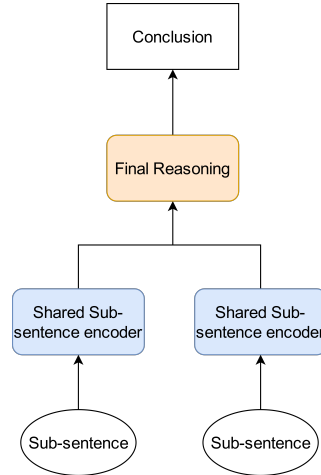 Conclusion
Final Reasoning
Shared Sub-
sentence encoder
Shared Sub-
sentence encoder
Sub-sentence
Sub-sentence